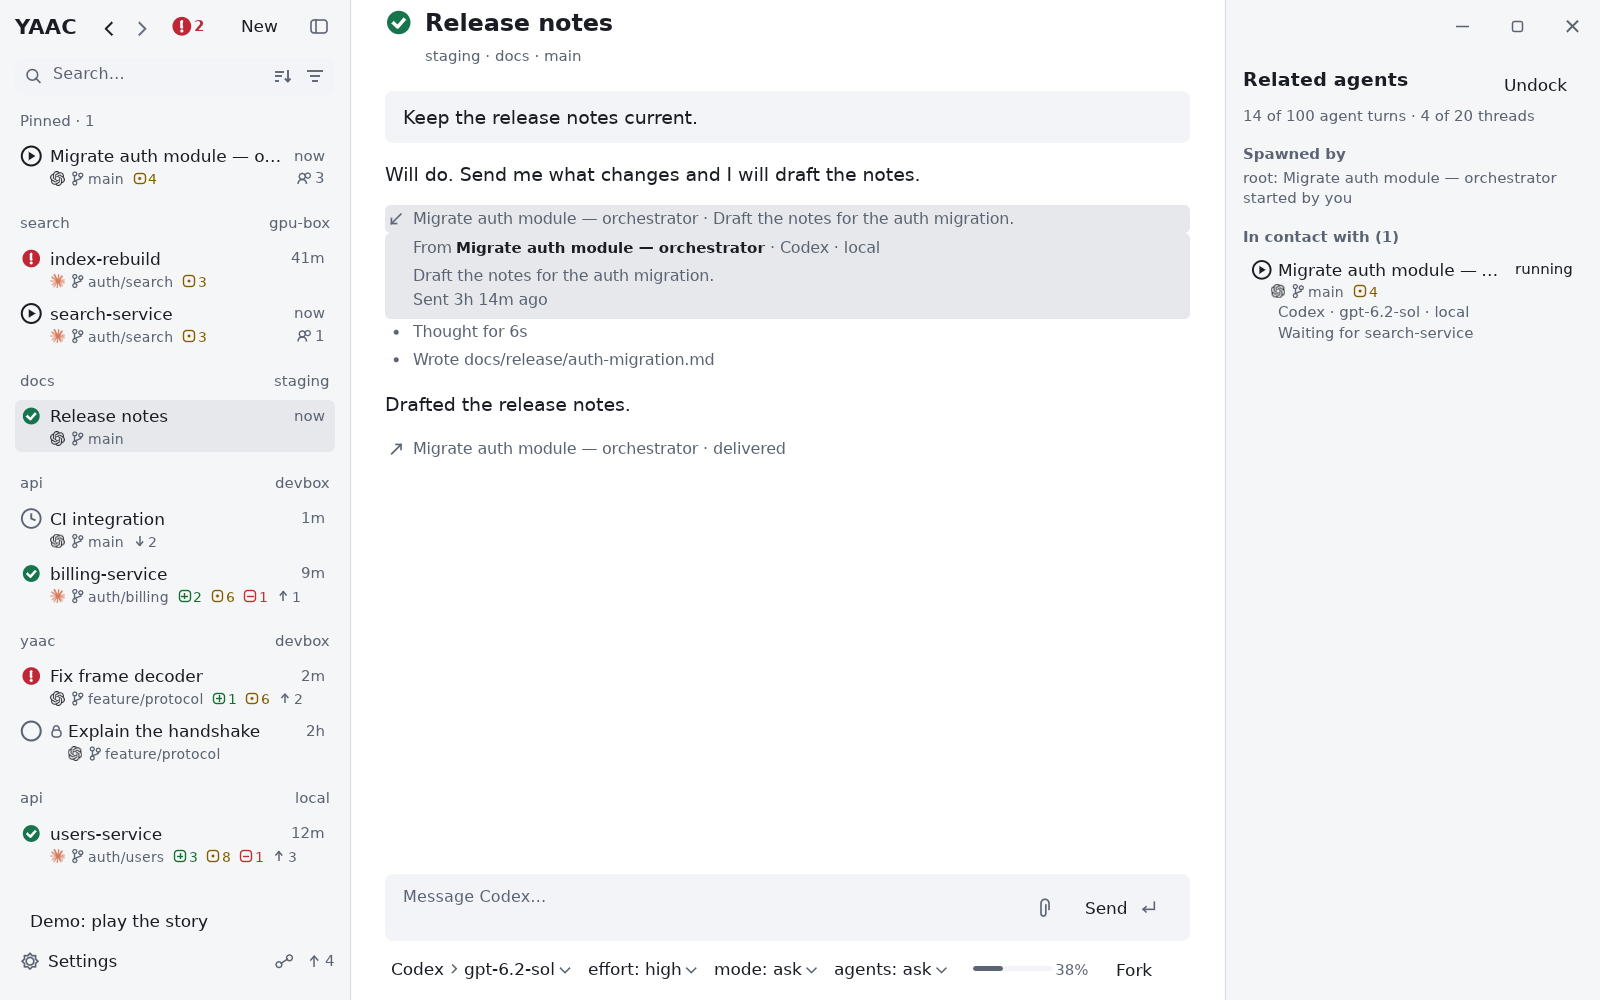 YAAC
2
New
Search...
Pinned · 1
Migrate auth module — o... now
main 4 3
search gpu-box
index-rebuild 41m
auth/search 3
search-service now
auth/search 3 1
docs staging
Release notes now
main
api devbox
CI integration 1m
main 2
billing-service 9m
auth/billing 2 6 1 1
yaac devbox
Fix frame decoder 2m
feature/protocol 1 6 2
Explain the handshake 2h
feature/protocol
api local
users-service 12m
auth/users 3 8 1 3
Demo: play the story
Settings 4
Release notes
staging · docs · main
Keep the release notes current.
Will do. Send me what changes and I will draft the notes.
Migrate auth module — orchestrator · Draft the notes for the auth migration.
From Migrate auth module — orchestrator · Codex · local
Draft the notes for the auth migration.
Sent 3h 14m ago
• Thought for 6s
• Wrote docs/release/auth-migration.md
Drafted the release notes.
Migrate auth module — orchestrator · delivered
Message Codex...
Send
Codex gpt-6.2-sol effort: high mode: ask agents: ask 38% Fork
Related agents
Undock
14 of 100 agent turns · 4 of 20 threads
Spawned by
root: Migrate auth module — orchestrator
started by you
In contact with (1)
Migrate auth module — ... running
main 4
Codex · gpt-6.2-sol · local
Waiting for search-service